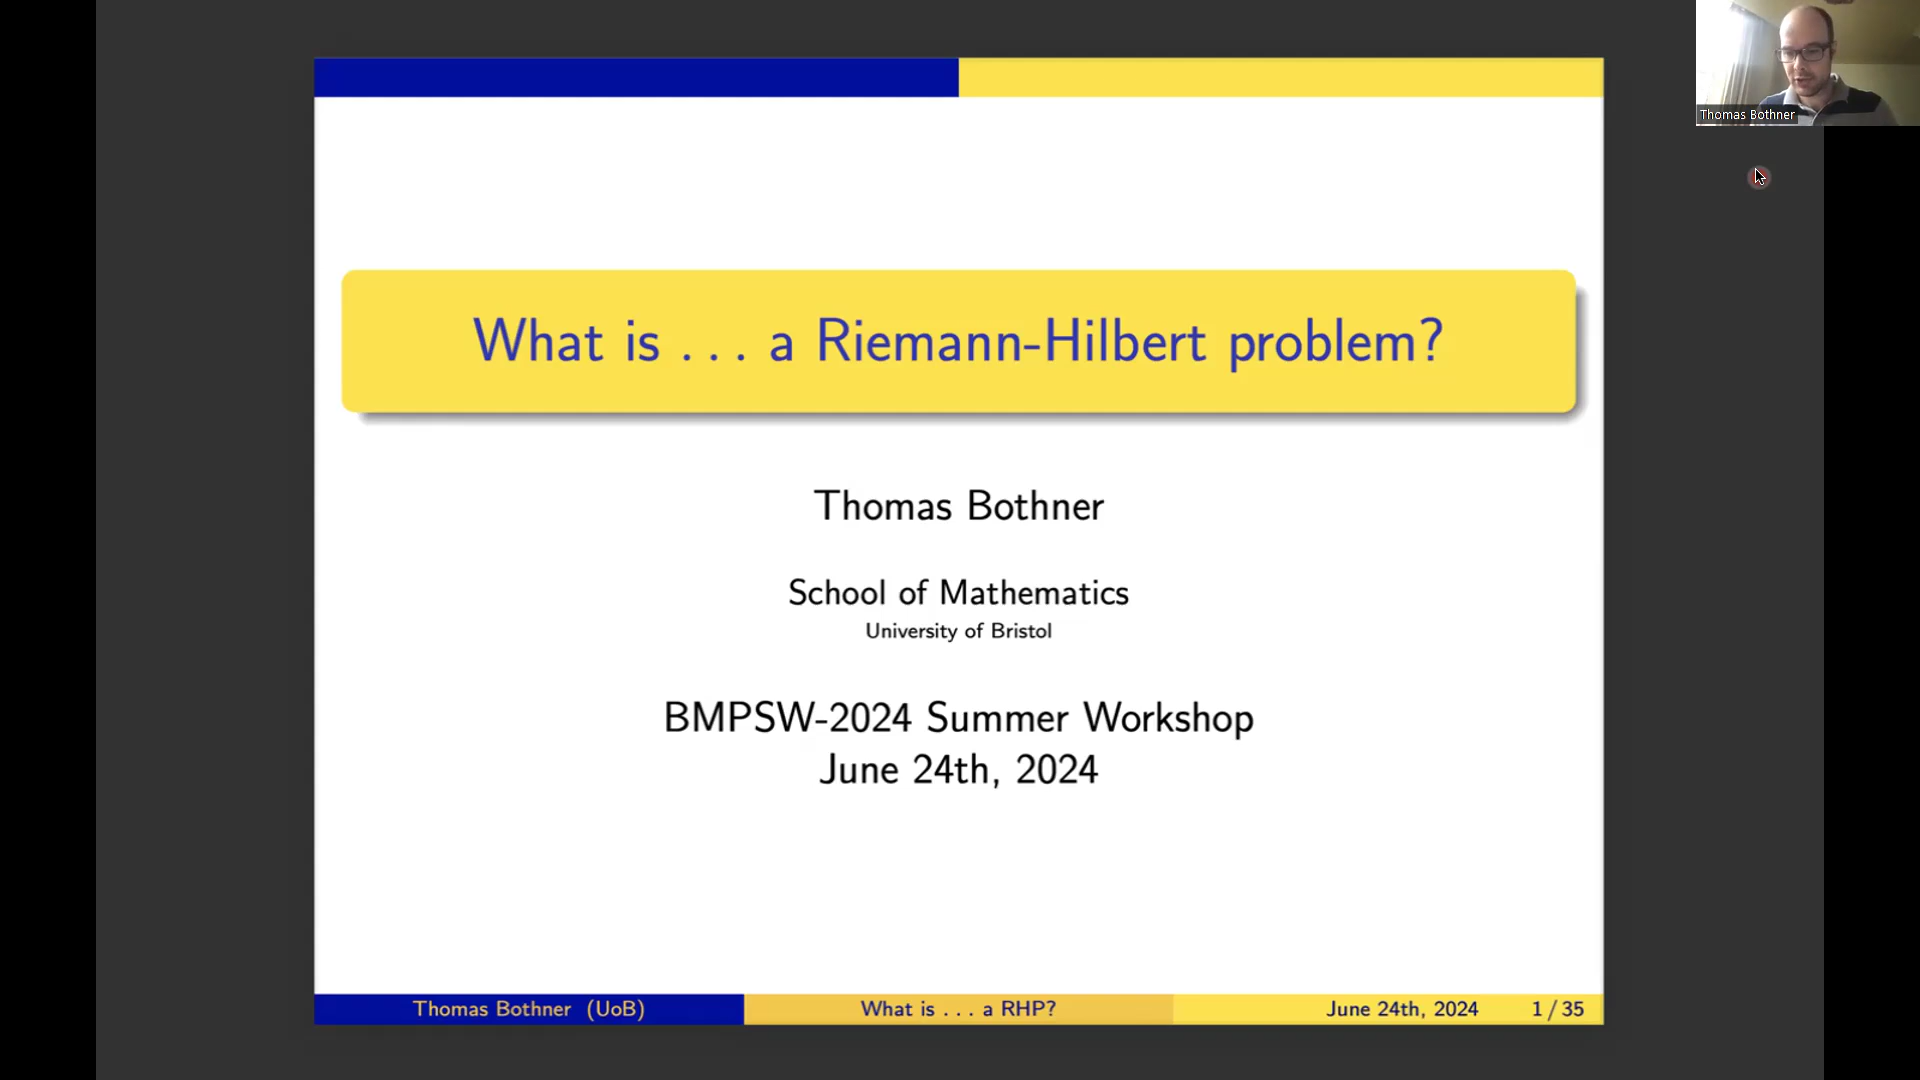 Thomas Bothner
What is . . . a Riemann-Hilbert problem?
Thomas Bothner
School of Mathematics
University of Bristol
BMPSW-2024 Summer Workshop
June 24th, 2024
Thomas Bothner (UoB) What is . . . a RHP? June 24th, 2024 1 / 35